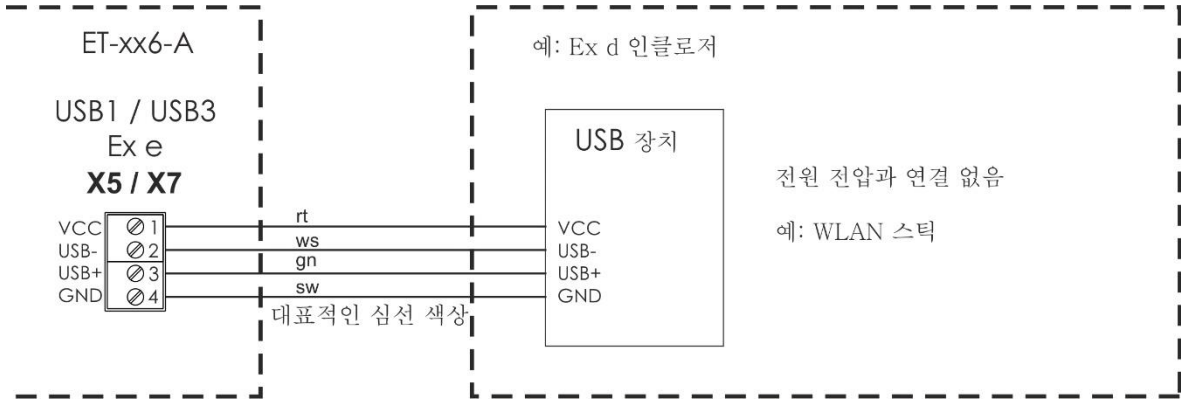 ET-xx6-A
USB1 / USB3
Ex e
X5 / X7
VCC 1
USB- 2
USB+ 3
GND 4
rt
ws
gn
sw
대표적인 심선 색상
예: Ex d 인클로저
USB 장치
VCC
USB-
USB+
GND
전원 전압과 연결 없음
예: WLAN 스틱